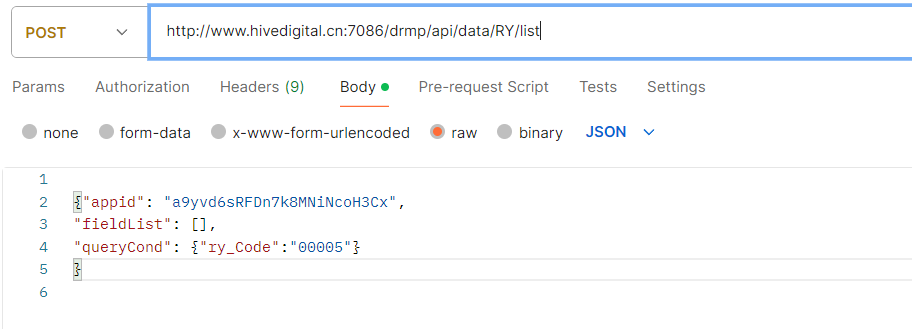 POST http://www.hivedigital.cn:7086/drmp/api/data/RY/list
Params Authorization Headers (9) Body Pre-request Script Tests Settings
none form-data x-www-form-urlencoded raw binary JSON
1
2 {"appid": "a9yvd6sRFDn7k8MNiNcoH3Cx",
3 "fieldList": [],
4 "queryCond": {"ry_Code":"00005"}
5 }
6